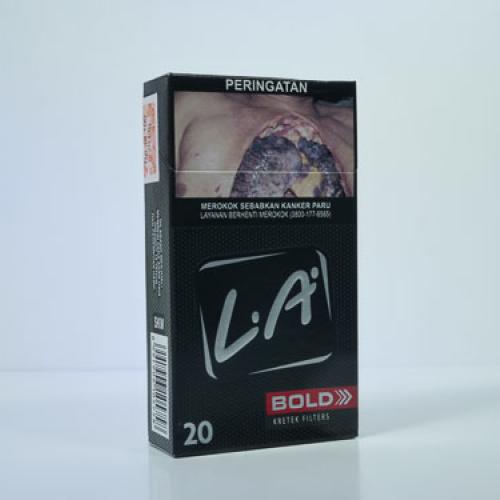 PERINGATAN
MEROKOK SEBABKAN KANKER PARU
LAYANAN BERHENTI MEROKOK (0800-177-6565)
L.A.
BOLD
KRETEK FILTERS
20